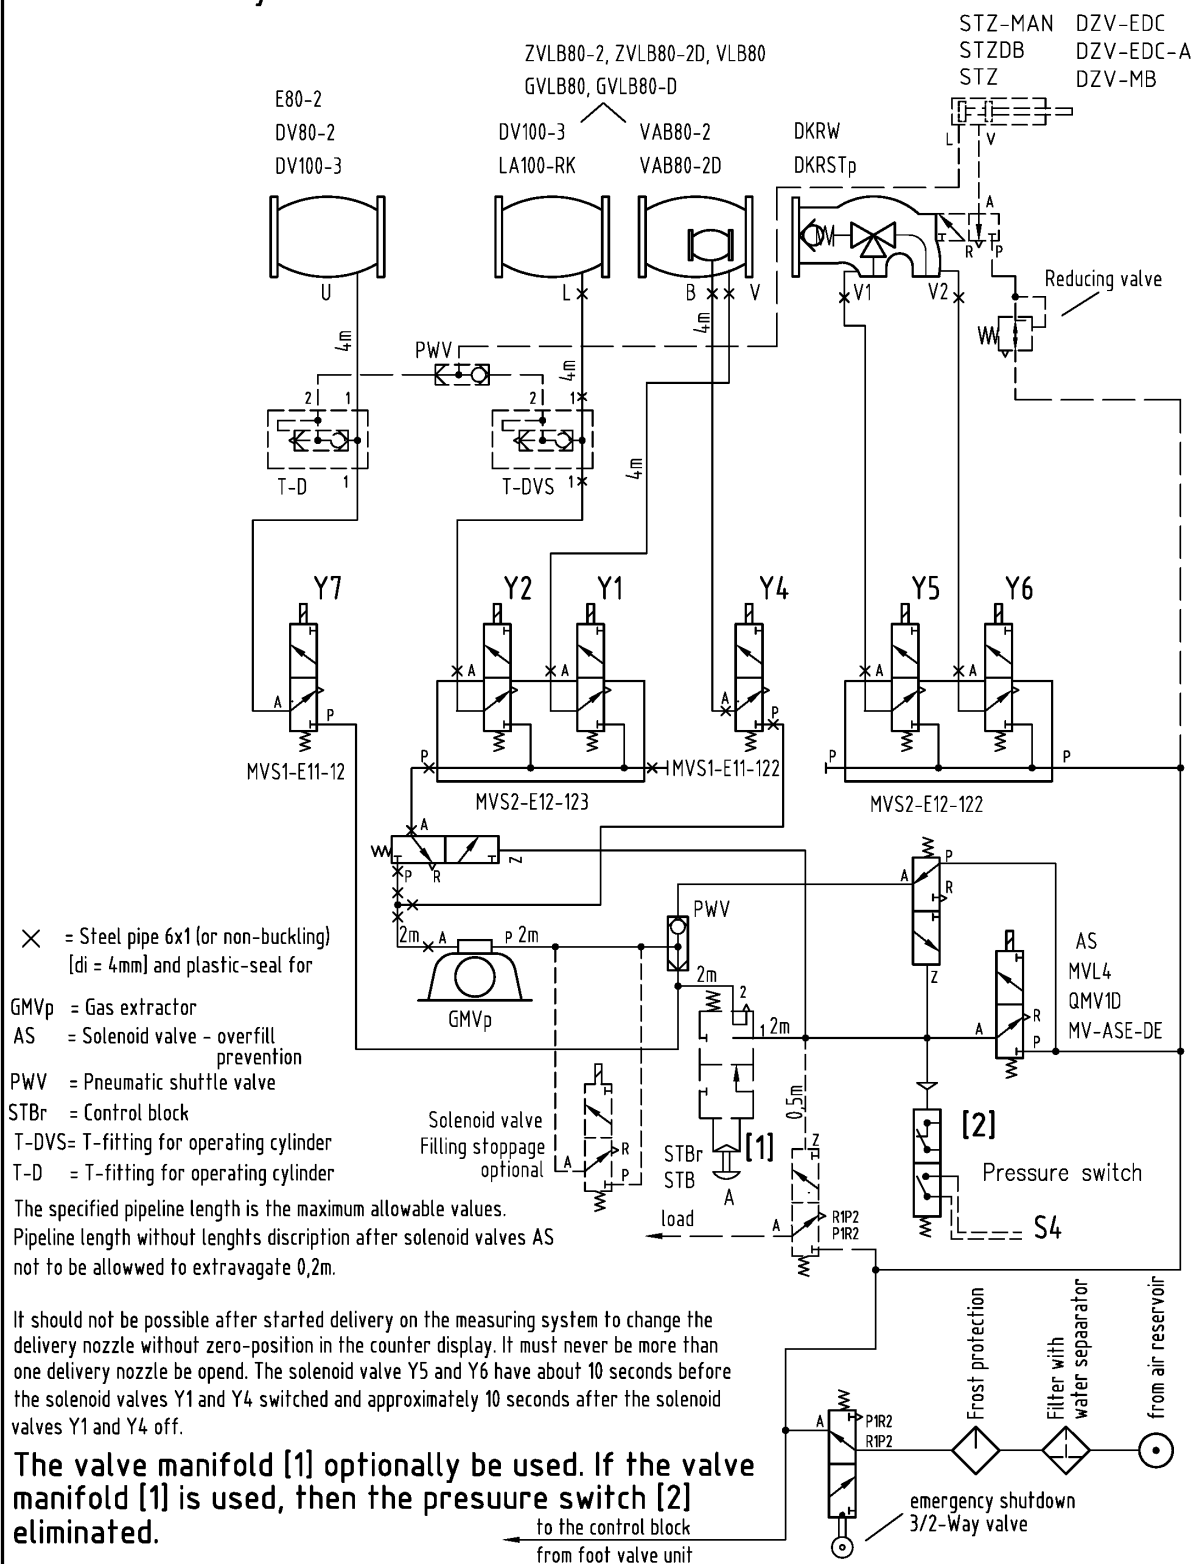 STZ-MAN DZV-EDC
STZDB DZV-EDC-A
STZ DZV-MB
ZVLB80-2, ZVLB80-2D, VLB80
GVLB80, GVLB80-D
E80-2
DV80-2
DV100-3
DV100-3
LA100-RK
VAB80-2
VAB80-2D
DKRW
DKRSTp
L V
A
R P
U
L
B V
V1 V2
Reducing valve
4m
4m
4m
PWV
2 1
2 1
4m
T-D 1
T-DVS 1
Y7 Y2 Y1 Y4 Y5 Y6
A A A A A
A P
A P
P MVS1-E11-122 P P
MVS1-E11-12
MVS2-E12-123
MVS2-E12-122
A
P R Z
P
A R
PWV
Z
2m A P 2m
GMVp
2m 2
1 2m
AS
MVL4
QMV1D
MV-ASE-DE
A R
P
× = Steel pipe 6x1 (or non-buckling)
[di = 4mm] and plastic-seal for
GMVp = Gas extractor
AS = Solenoid valve - overfill
prevention
PWV = Pneumatic shuttle valve
STBr = Control block
T-DVS= T-fitting for operating cylinder
T-D = T-fitting for operating cylinder
Solenoid valve
Filling stoppage
optional
A R
P
STBr
STB
[1]
A
0,5m
Z
load A R1P2
P1R2
[2]
Pressure switch
S4
The specified pipeline length is the maximum allowable values.
Pipeline length without lenghts discription after solenoid valves AS
not to be allowwed to extravagate 0,2m.
It should not be possible after started delivery on the measuring system to change the
delivery nozzle without zero-position in the counter display. It must never be more than
one delivery nozzle be opend. The solenoid valve Y5 and Y6 have about 10 seconds before
the solenoid valves Y1 and Y4 switched and approximately 10 seconds after the solenoid
valves Y1 and Y4 off.
The valve manifold [1] optionally be used. If the valve
manifold [1] is used, then the presuure switch [2]
eliminated.
A P1R2
R1P2
Frost protection
Filter with
water sepaarator
from air reservoir
emergency shutdown
3/2-Way valve
to the control block
from foot valve unit